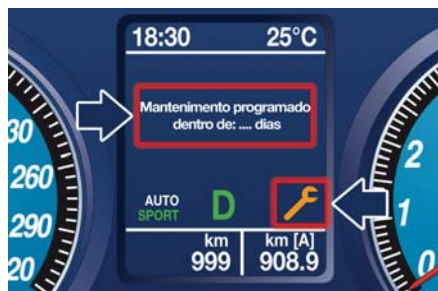 18:30 25°C
Mantenimento programado
dentro de: .... dias
AUTO
SPORT
D
km km [A]
999 908.9
30
260
290
20
2
1
0